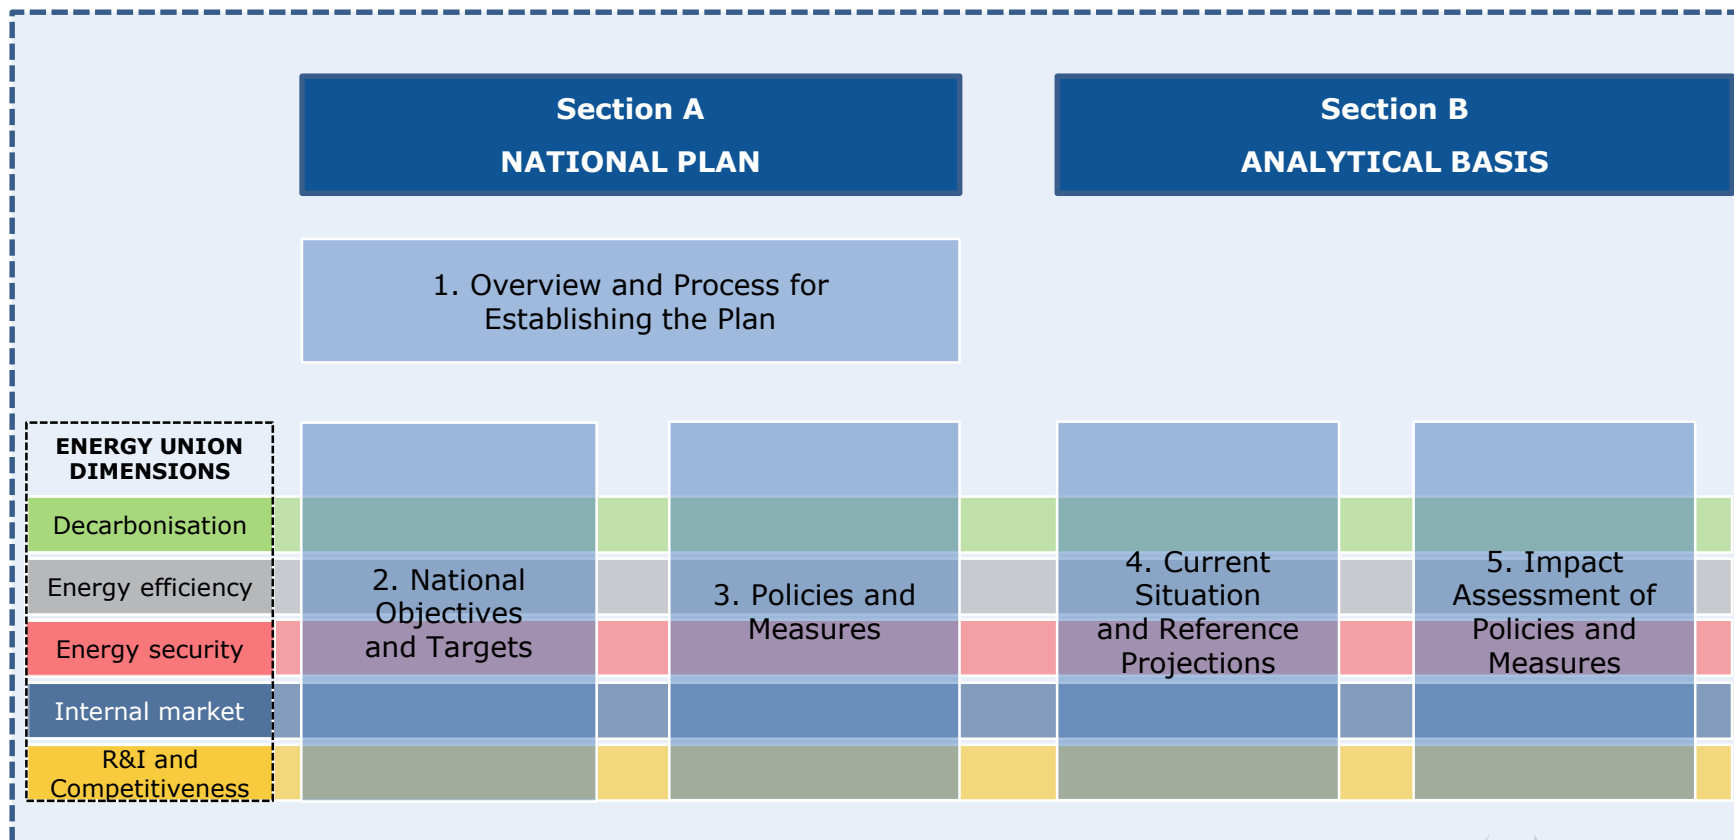 Section A
NATIONAL PLAN
Section B
ANALYTICAL BASIS
1. Overview and Process for
Establishing the Plan
ENERGY UNION
DIMENSIONS
Decarbonisation
Energy efficiency
Energy security
Internal market
R&I and
Competitiveness
2. National
Objectives
and Targets
3. Policies and
Measures
4. Current
Situation
and Reference
Projections
5. Impact
Assessment of
Policies and
Measures